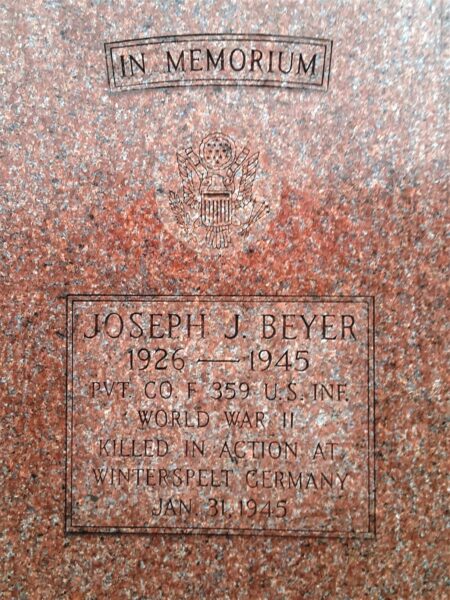 IN MEMORIUM
JOSEPH J. BEYER
1926 — 1945
PVT. CO. F 359 U.S. INF.
WORLD WAR II
KILLED IN ACTION AT
WINTERSPELT GERMANY
JAN. 31, 1945